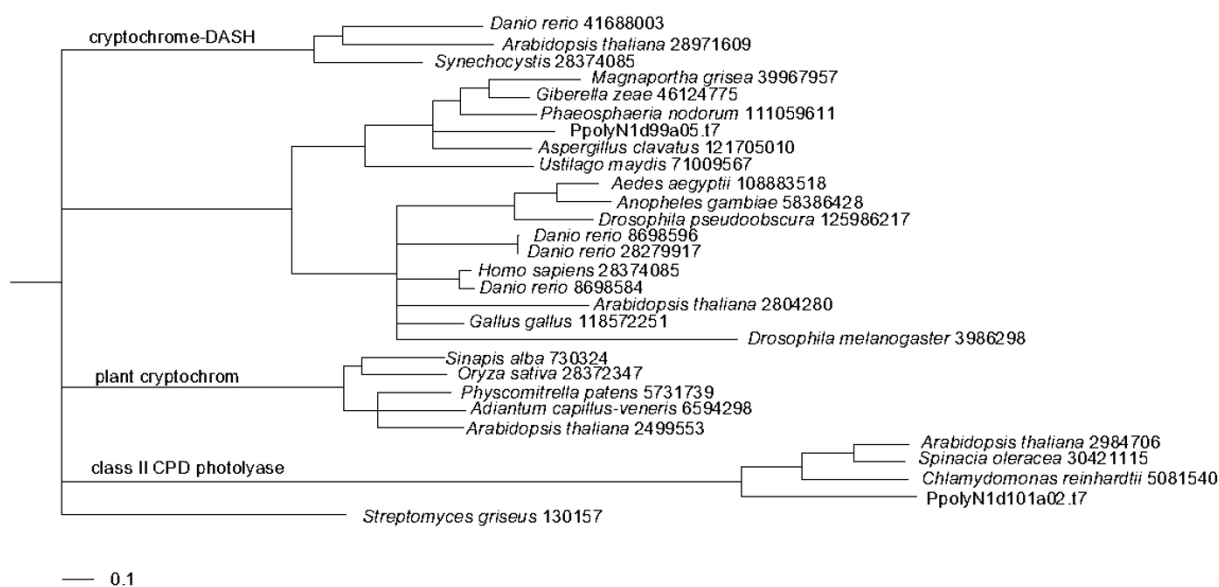 Danio rerio 41688003
cryptochrome-DASH
Arabidopsis thaliana 28971609
Synechocystis 28374085
Magnaportha grisea 39967957
Giberella zeae 46124775
Phaeosphaeria nodorum 111059611
PpolyN1d99a05.t7
Aspergillus clavatus 121705010
Ustilago maydis 71009567
Aedes aegyptii 108883518
Anopheles gambiae 58386428
Drosophila pseudoobscura 125986217
Danio rerio 8698596
Danio rerio 28279917
Homo sapiens 28374085
Danio rerio 8698584
Arabidopsis thaliana 2804280
Gallus gallus 118572251
Drosophila melanogaster 3986298
Sinapis alba 730324
Oryza sativa 28372347
plant cryptochrom
Physcomitrella patens 5731739
Adiantum capillus-veneris 6594298
Arabidopsis thaliana 2499553
Arabidopsis thaliana 2984706
Spinacia oleracea 30421115
class II CPD photolyase
Chlamydomonas reinhardtii 5081540
PpolyN1d101a02.t7
Streptomyces griseus 130157
0.1